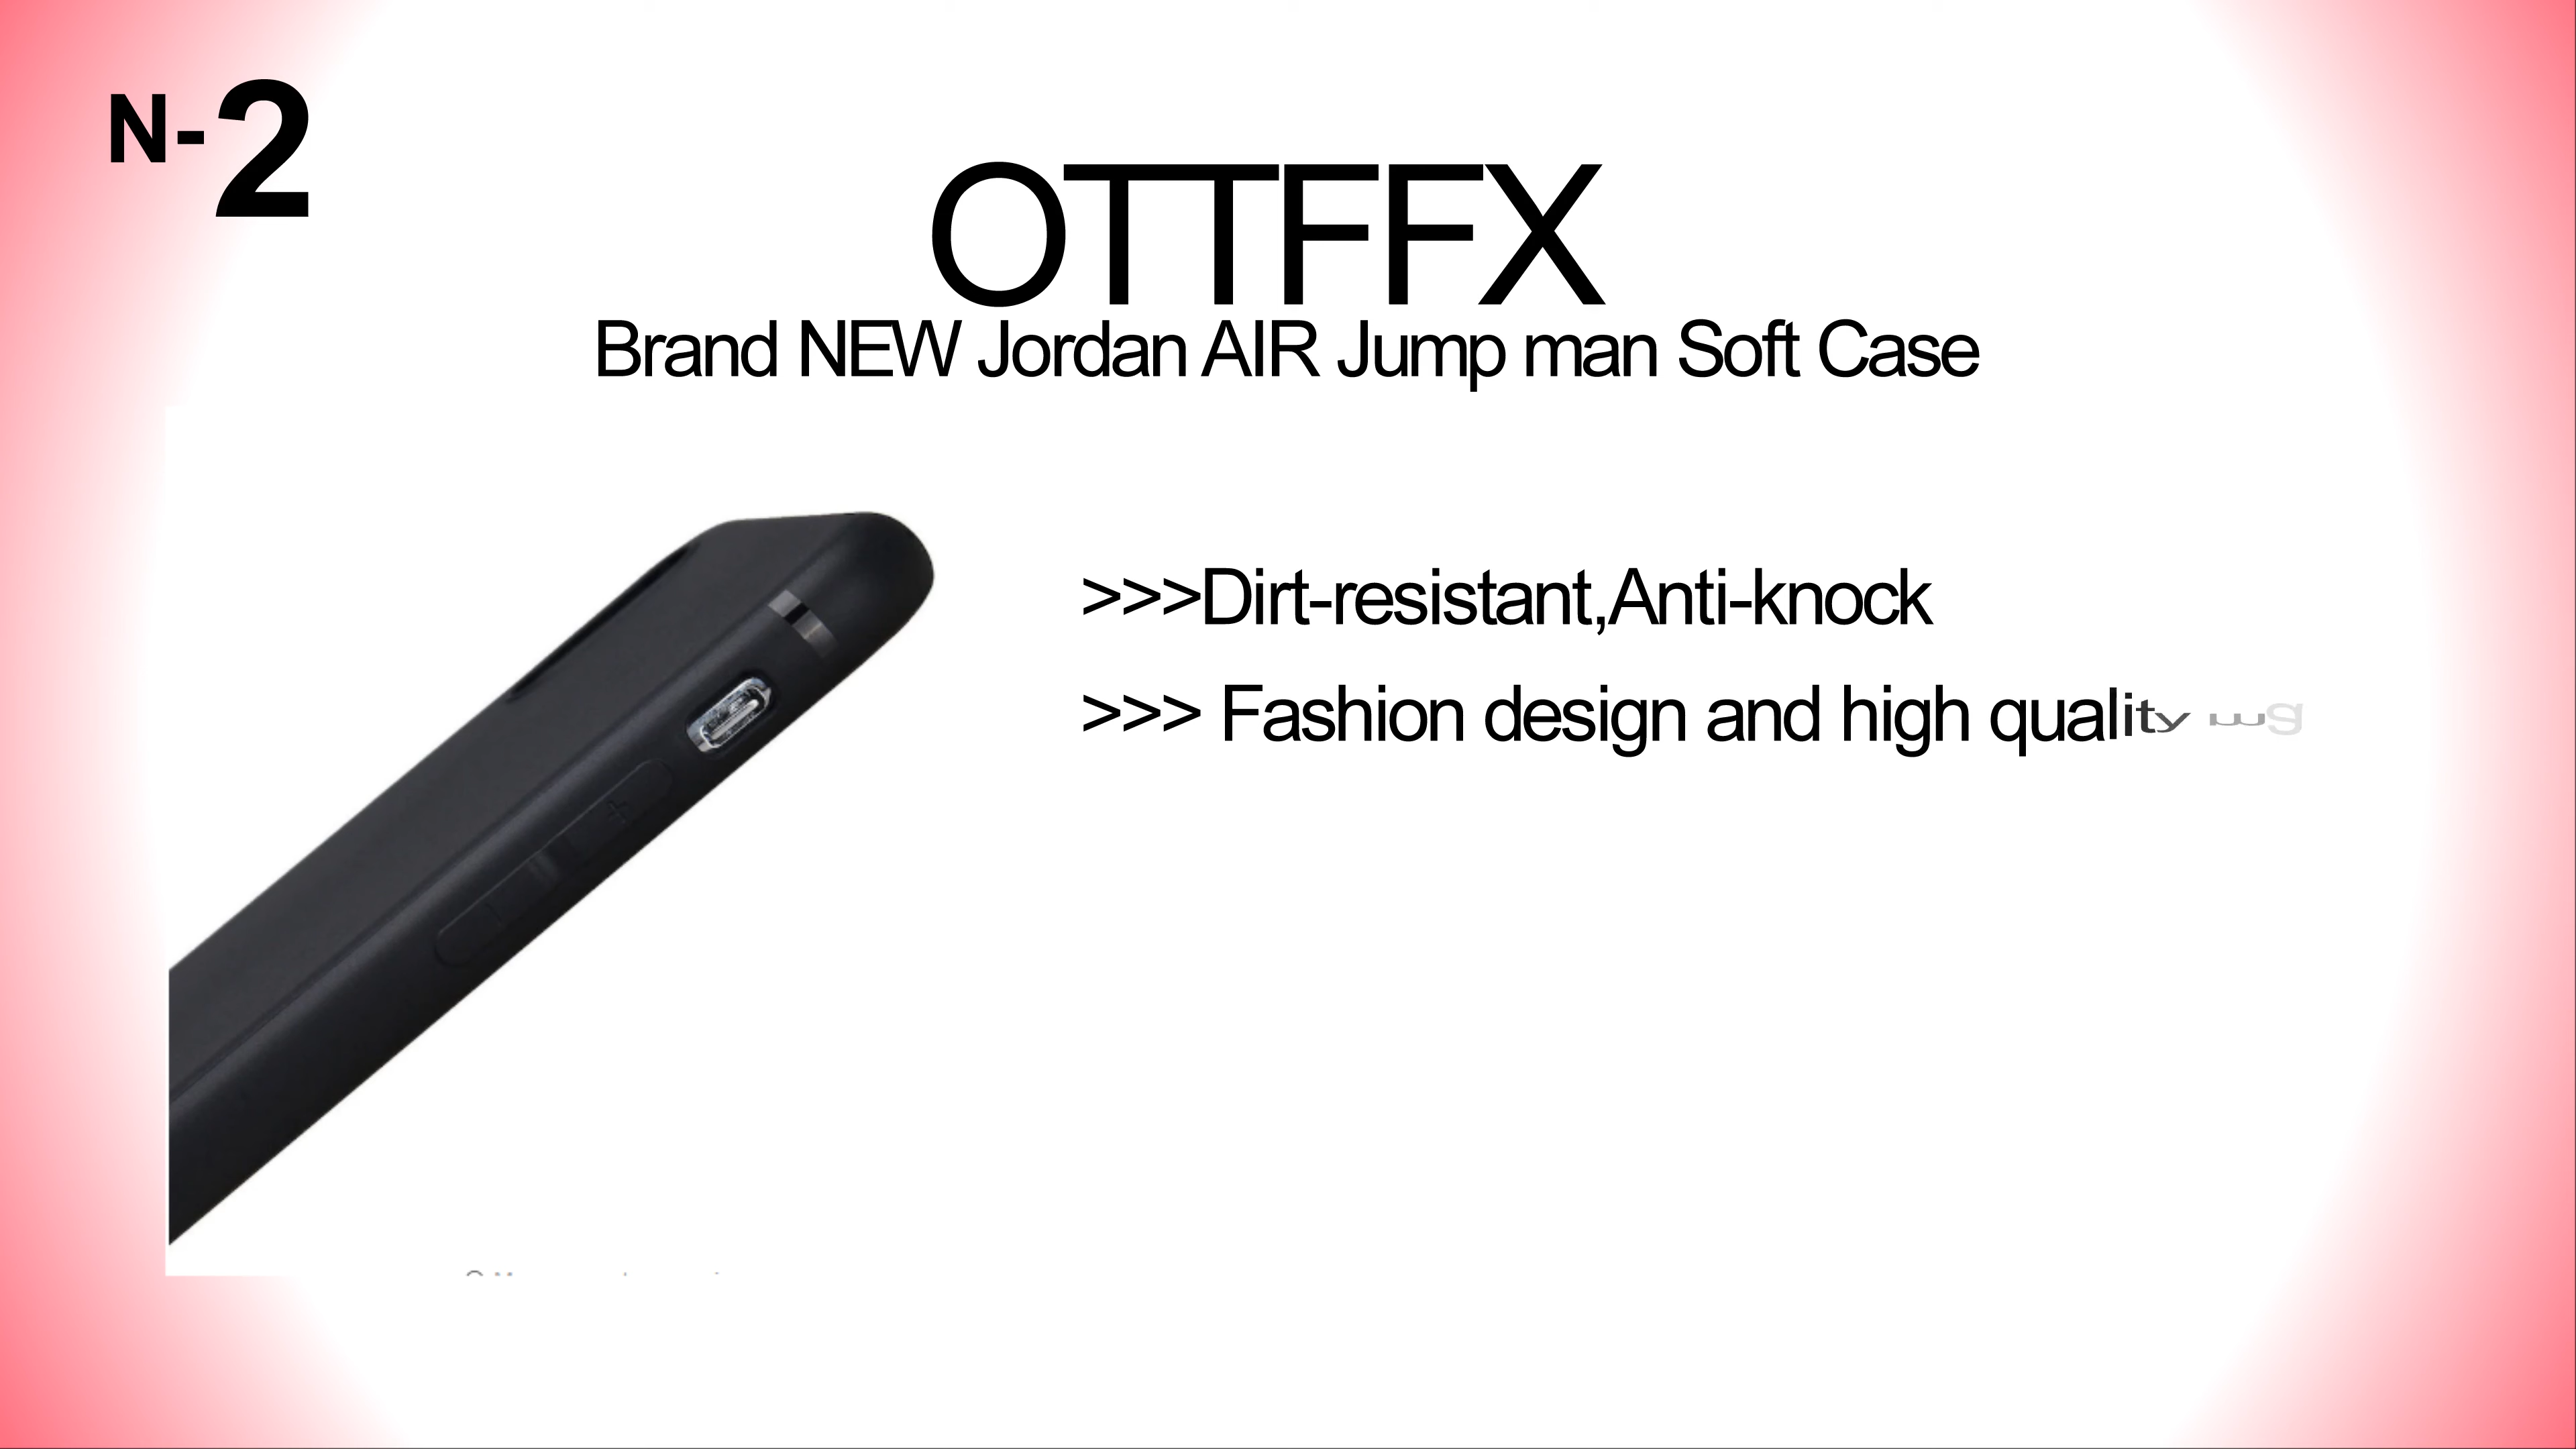 N-2
OTTFFX
Brand NEW Jordan AIR Jump man Soft Case
>>>Dirt-resistant,Anti-knock
>>> Fashion design and high quality